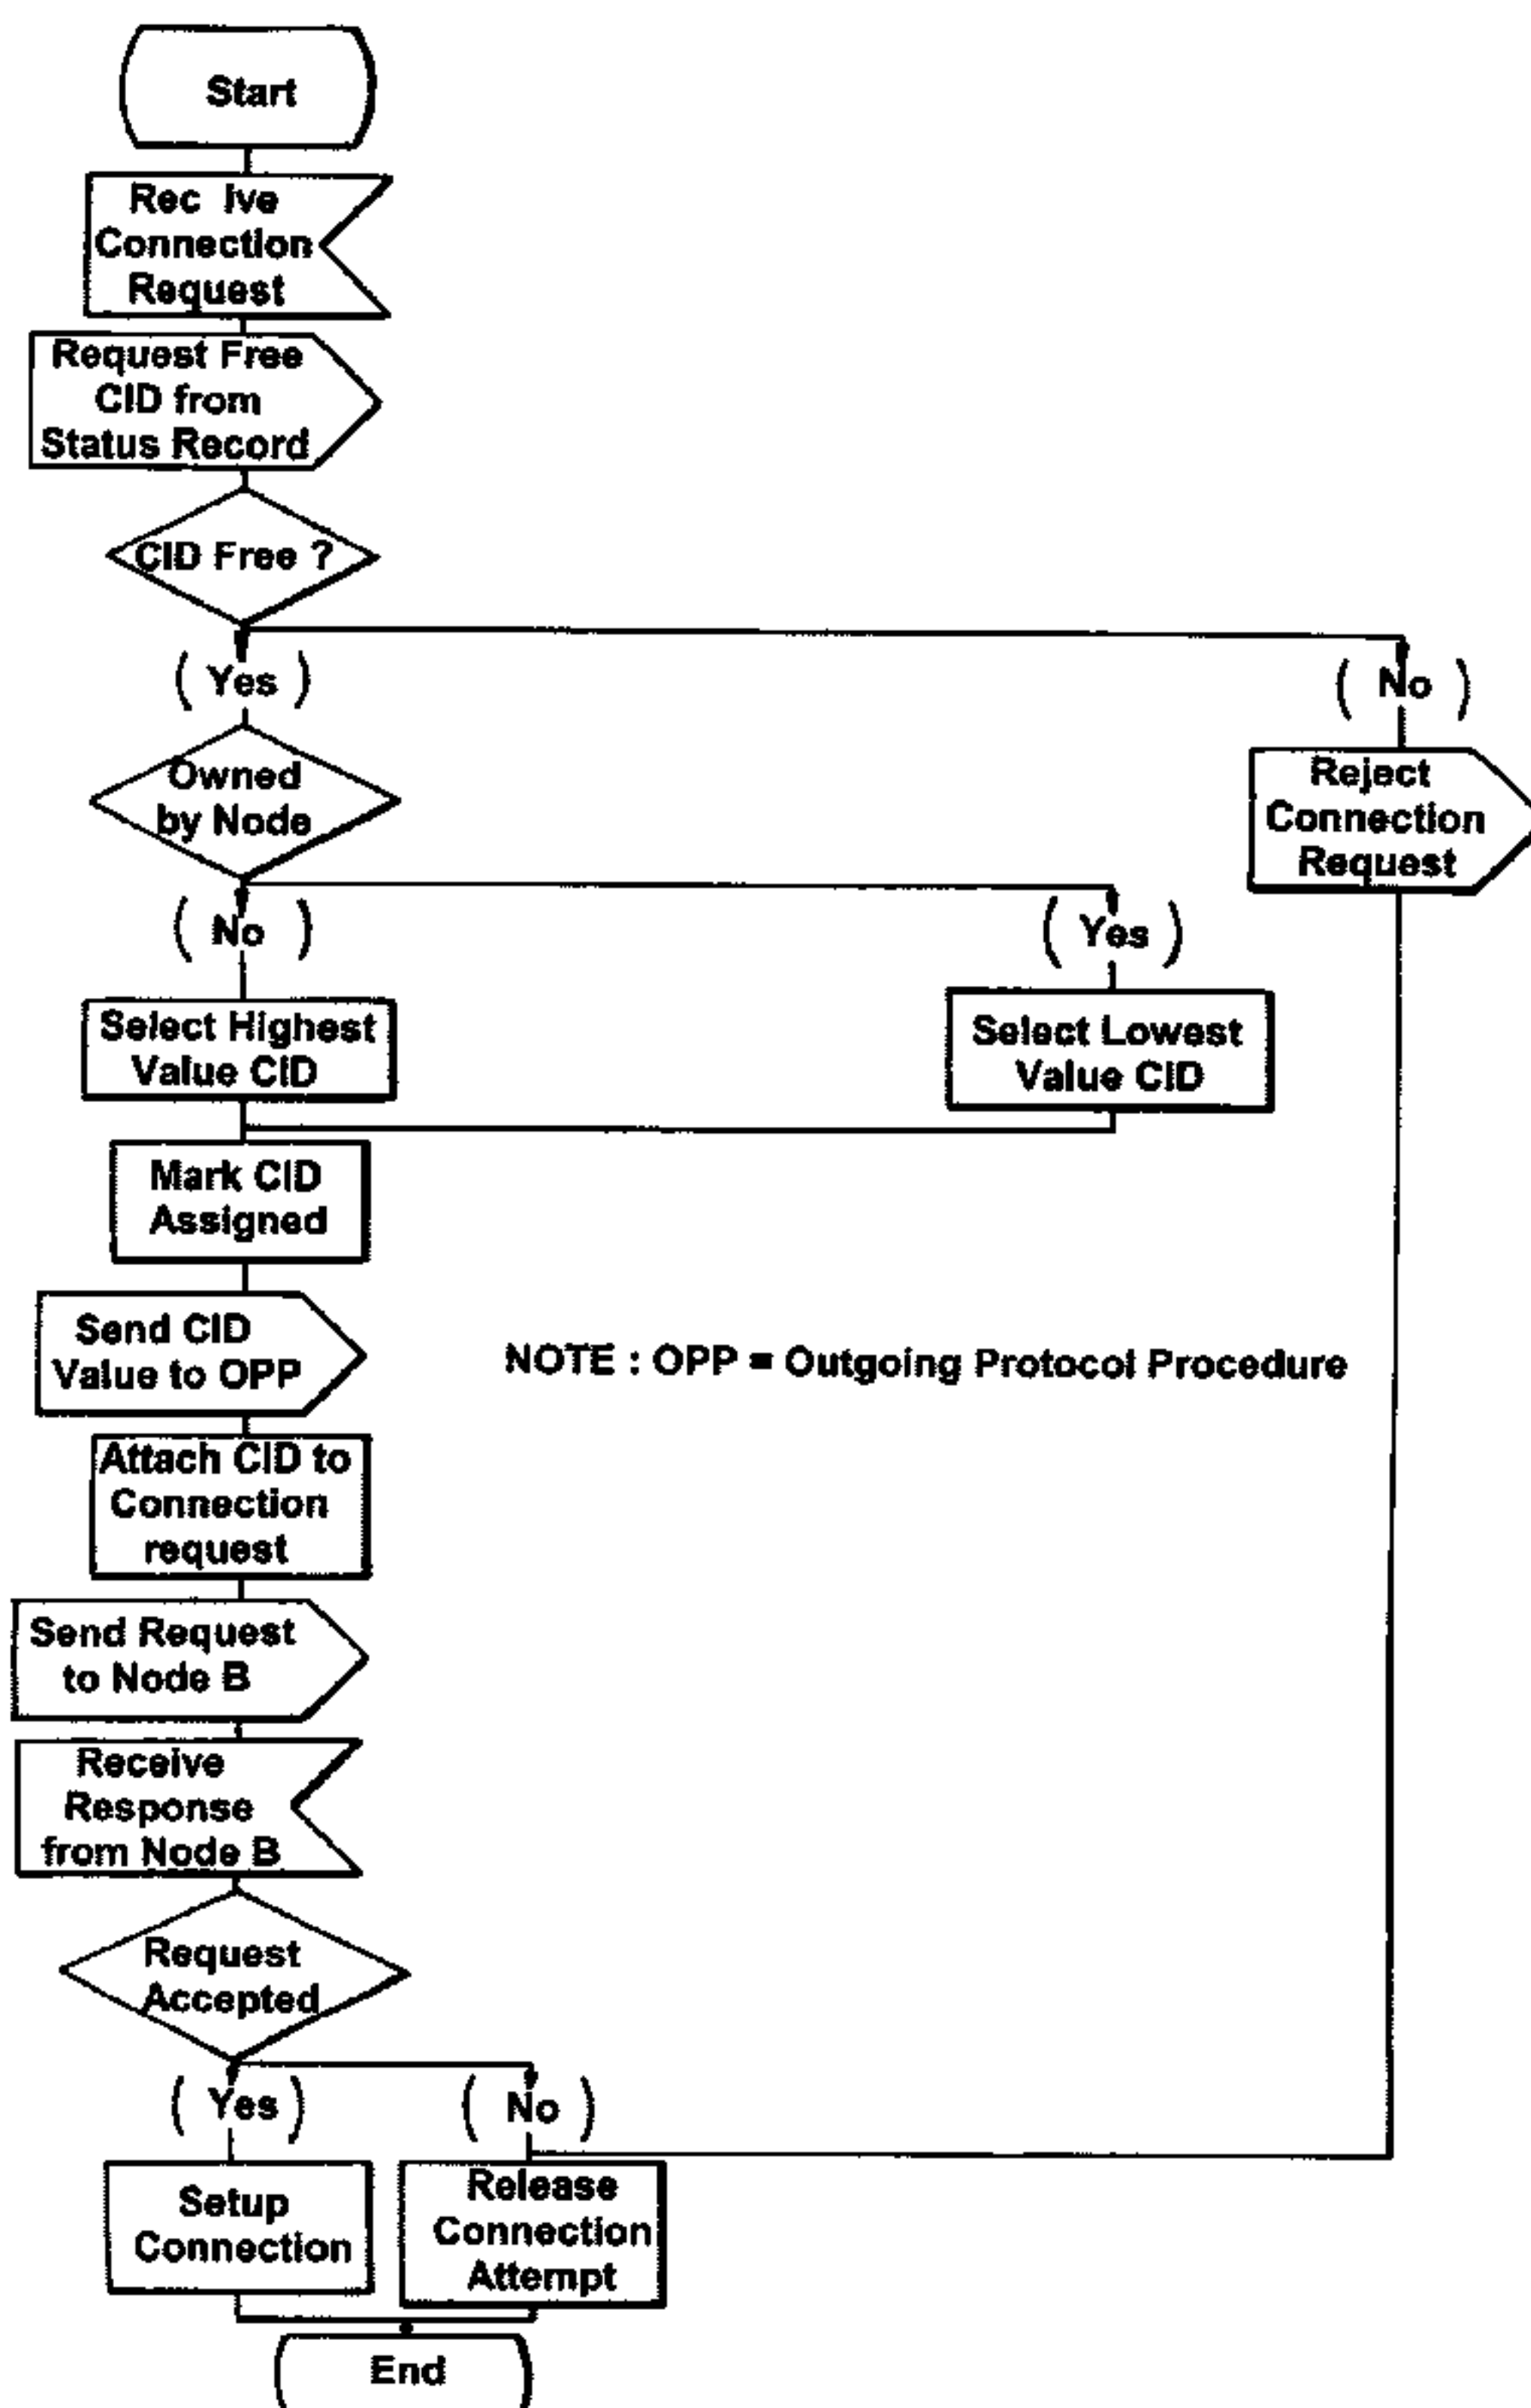 Start
Rec ive
Connection
Request
Request Free
CID from
Status Record
CID Free ?
( Yes )
( No )
Owned
by Node
Reject
Connection
Request
( No )
( Yes )
Select Highest
Value CID
Select Lowest
Value CID
Mark CID
Assigned
Send CID
Value to OPP
NOTE : OPP = Outgoing Protocol Procedure
Attach CID to
Connection
request
Send Request
to Node B
Receive
Response
from Node B
Request
Accepted
( Yes )
( No )
Setup
Connection
Release
Connection
Attempt
End